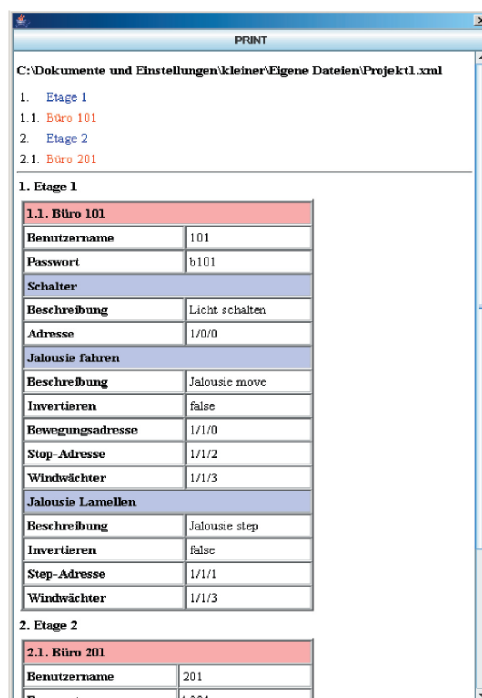 PRINT
C:\Dokumente und Einstellungen\kleiner\Eigene Dateien\Projekt1.xml
1. Etage 1
1.1. Büro 101
2. Etage 2
2.1. Büro 201
1. Etage 1
1.1. Büro 101
Benutzername 101
Passwort b101
Schalter
Beschreibung Licht schalten
Adresse 1/0/0
Jalousie fahren
Beschreibung Jalousie move
Invertieren false
Bewegungsadresse 1/1/0
Stop-Adresse 1/1/2
Windwächter 1/1/3
Jalousie Lamellen
Beschreibung Jalousie step
Invertieren false
Step-Adresse 1/1/1
Windwächter 1/1/3
2. Etage 2
2.1. Büro 201
Benutzername 201